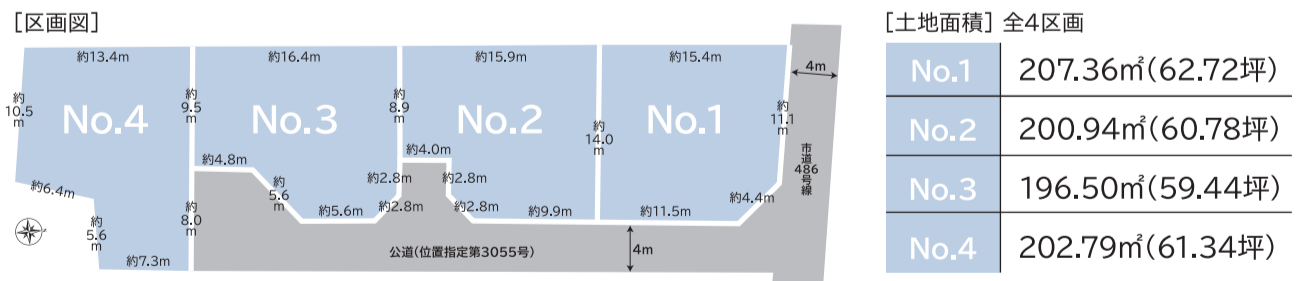 [区画図]
約13.4m
約16.4m
約15.9m
約15.4m
4m
約10.5m
No.4
約9.5m
No.3
約8.9m
No.2
約14.0m
No.1
約11.1m
市道486号線
約4.8m
約4.0m
約6.4m
約5.6m
約2.8m
約2.8m
約4.4m
約5.6m
約8.0m
約5.6m
約2.8m
約2.8m
約9.9m
約11.5m
約7.3m
公道(位置指定第3055号)
4m
[土地面積] 全4区画
No.1 207.36㎡(62.72坪)
No.2 200.94㎡(60.78坪)
No.3 196.50㎡(59.44坪)
No.4 202.79㎡(61.34坪)